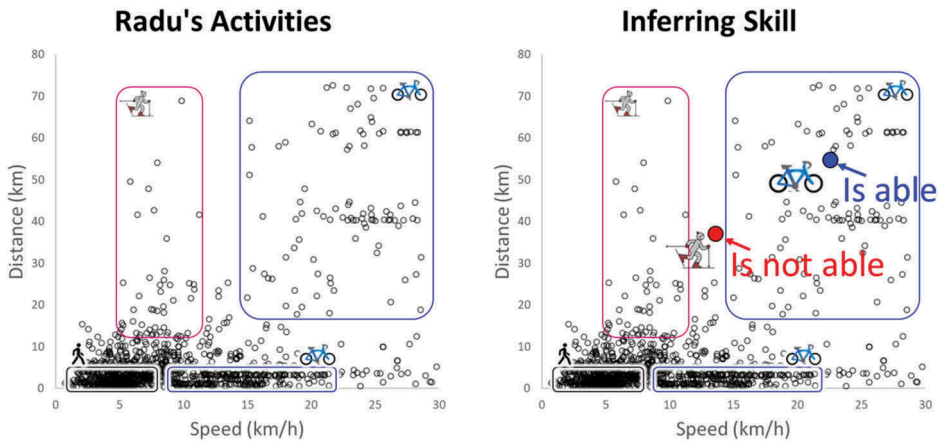 Radu's Activities
Distance (km)
80
70
60
50
40
30
20
10
0
0 5 10 15 20 25 30
Speed (km/h)
Inferring Skill
Distance (km)
80
70
60
50
40
30
20
10
0
Is able
Is not able
0 5 10 15 20 25 30
Speed (km/h)